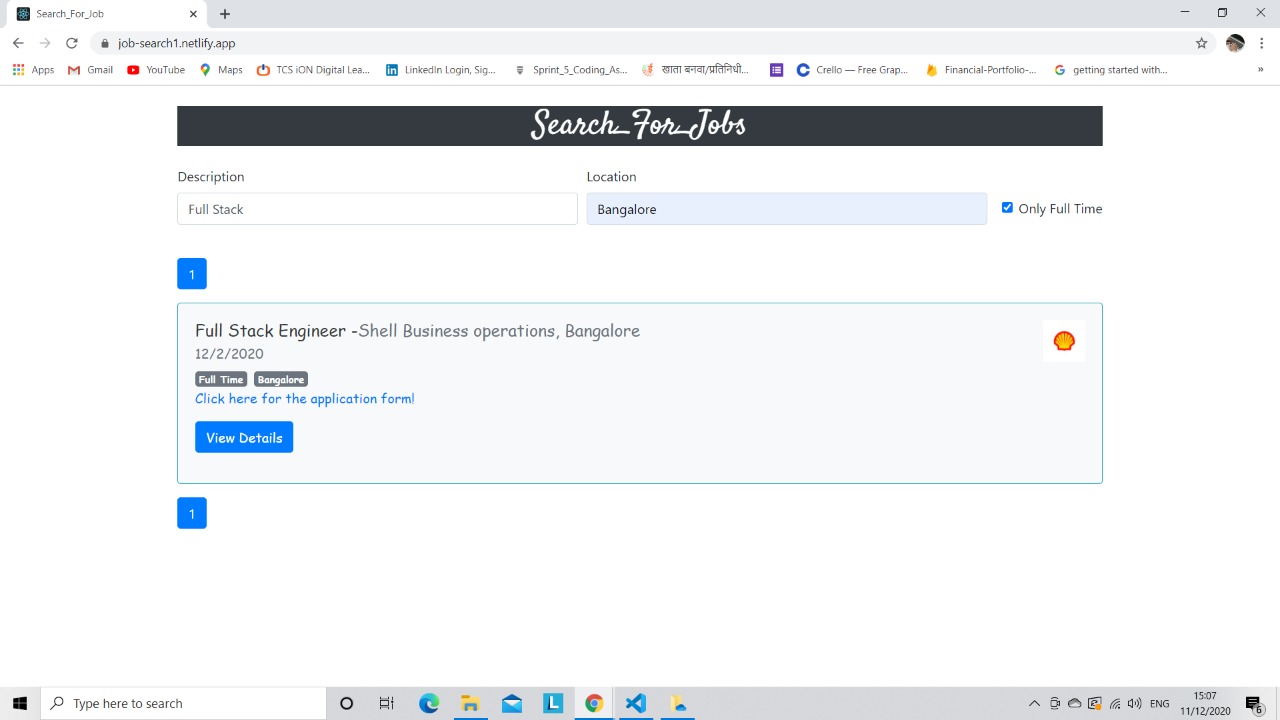 Search_For_Job
job-search1.netlify.app
Apps Gmail YouTube Maps TCS iON Digital Lea... LinkedIn Login, Sig... Sprint_5_Coding_As... खाता बनवा/प्रतिनिधी... Crello — Free Grap... Financial-Portfolio-... getting started with... »
Search_For_Jobs
Description Location
Full Stack Bangalore Only Full Time
1
Full Stack Engineer -Shell Business operations, Bangalore
12/2/2020
Full Time Bangalore
Click here for the application form!
View Details
1
Type here to search
ENG
15:07
11/12/2020
6